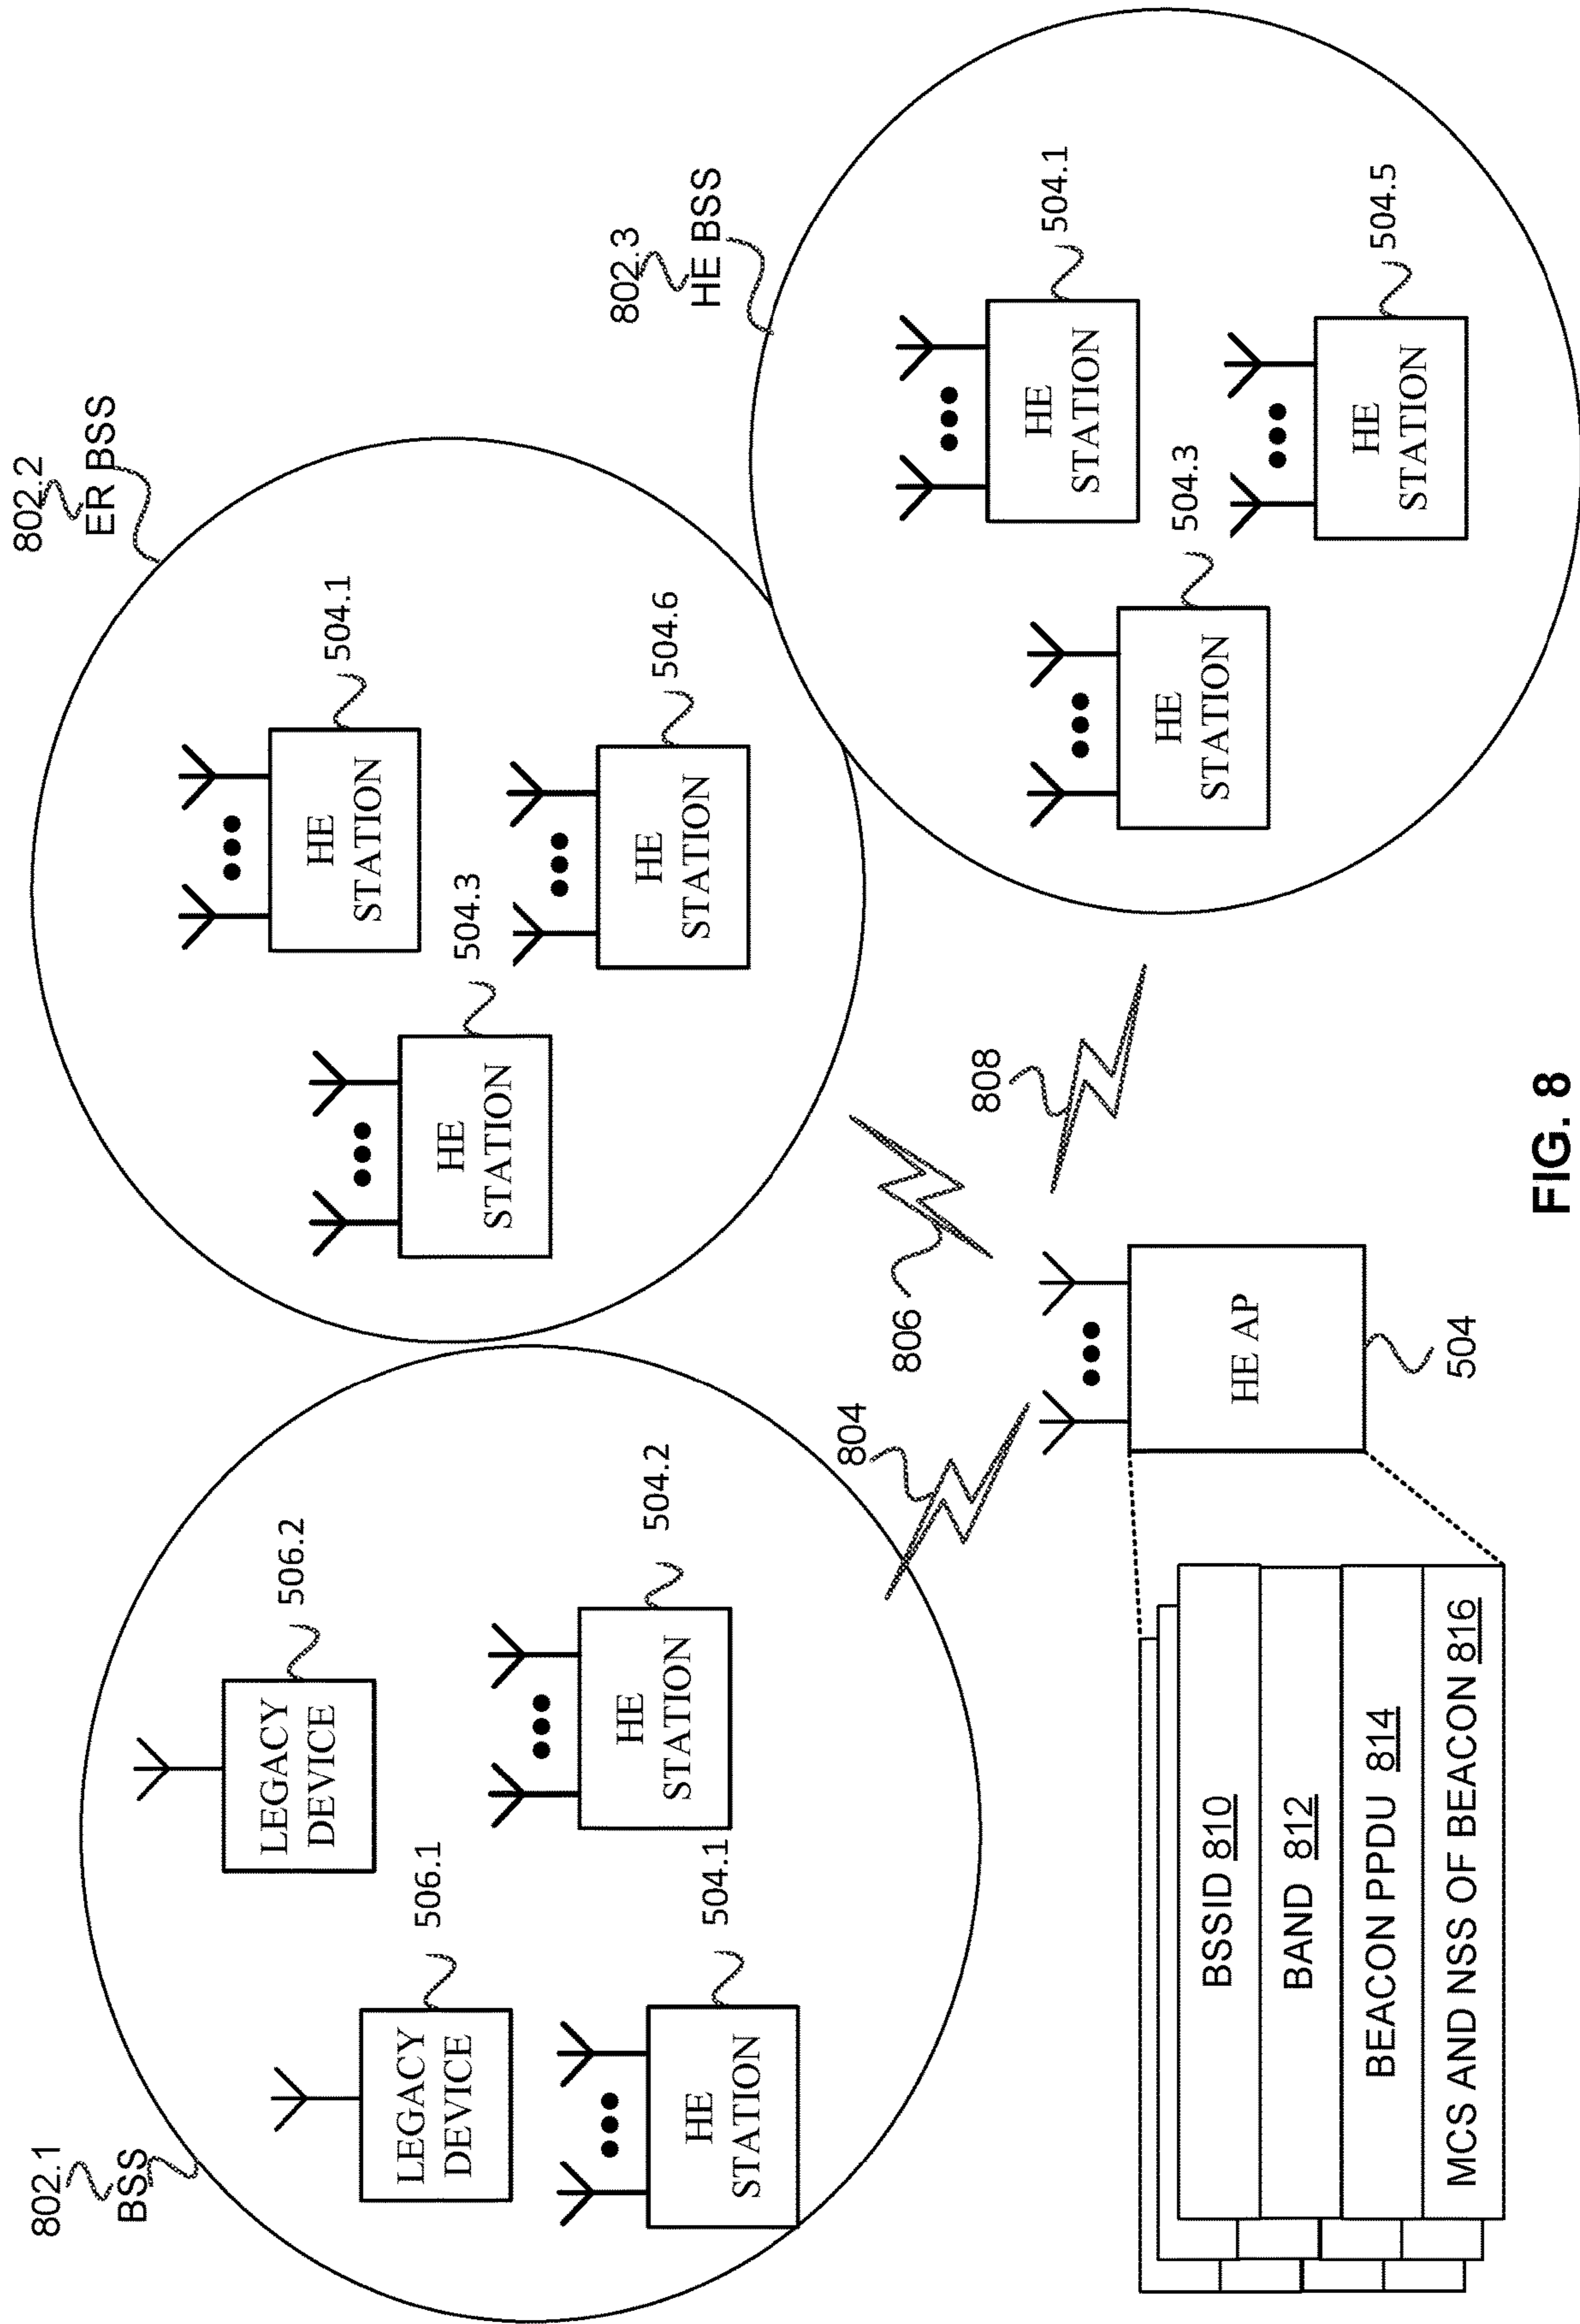 802.1
BSS
506.1
LEGACY
DEVICE
506.2
LEGACY
DEVICE
504.1
HE
STATION
504.2
HE
STATION
802.2
ER BSS
504.3
HE
STATION
504.1
HE
STATION
504.6
HE
STATION
802.3
HE BSS
504.3
HE
STATION
504.1
HE
STATION
504.5
HE
STATION
804
806
808
HE AP
504
BSSID 810
BAND 812
BEACON PPDU 814
MCS AND NSS OF BEACON 816
FIG. 8